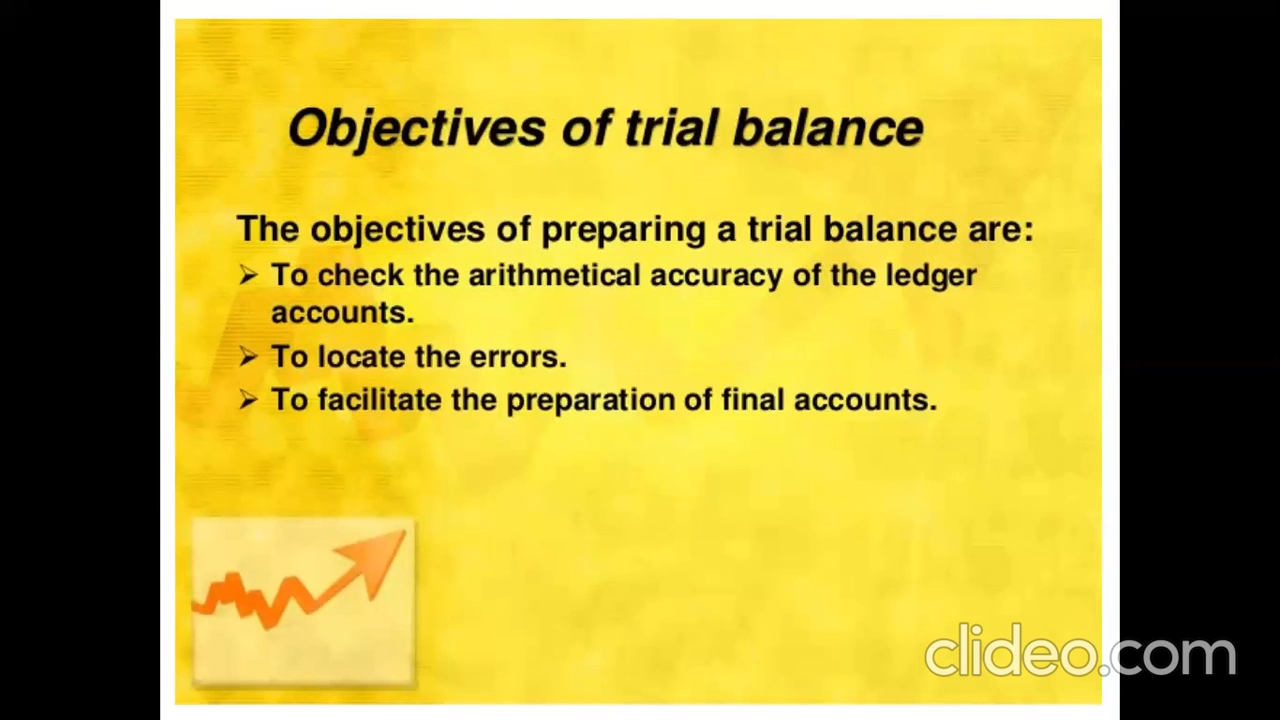 Objectives of trial balance
The objectives of preparing a trial balance are:
➢ To check the arithmetical accuracy of the ledger
accounts.
➢ To locate the errors.
➢ To facilitate the preparation of final accounts.
clideo.com